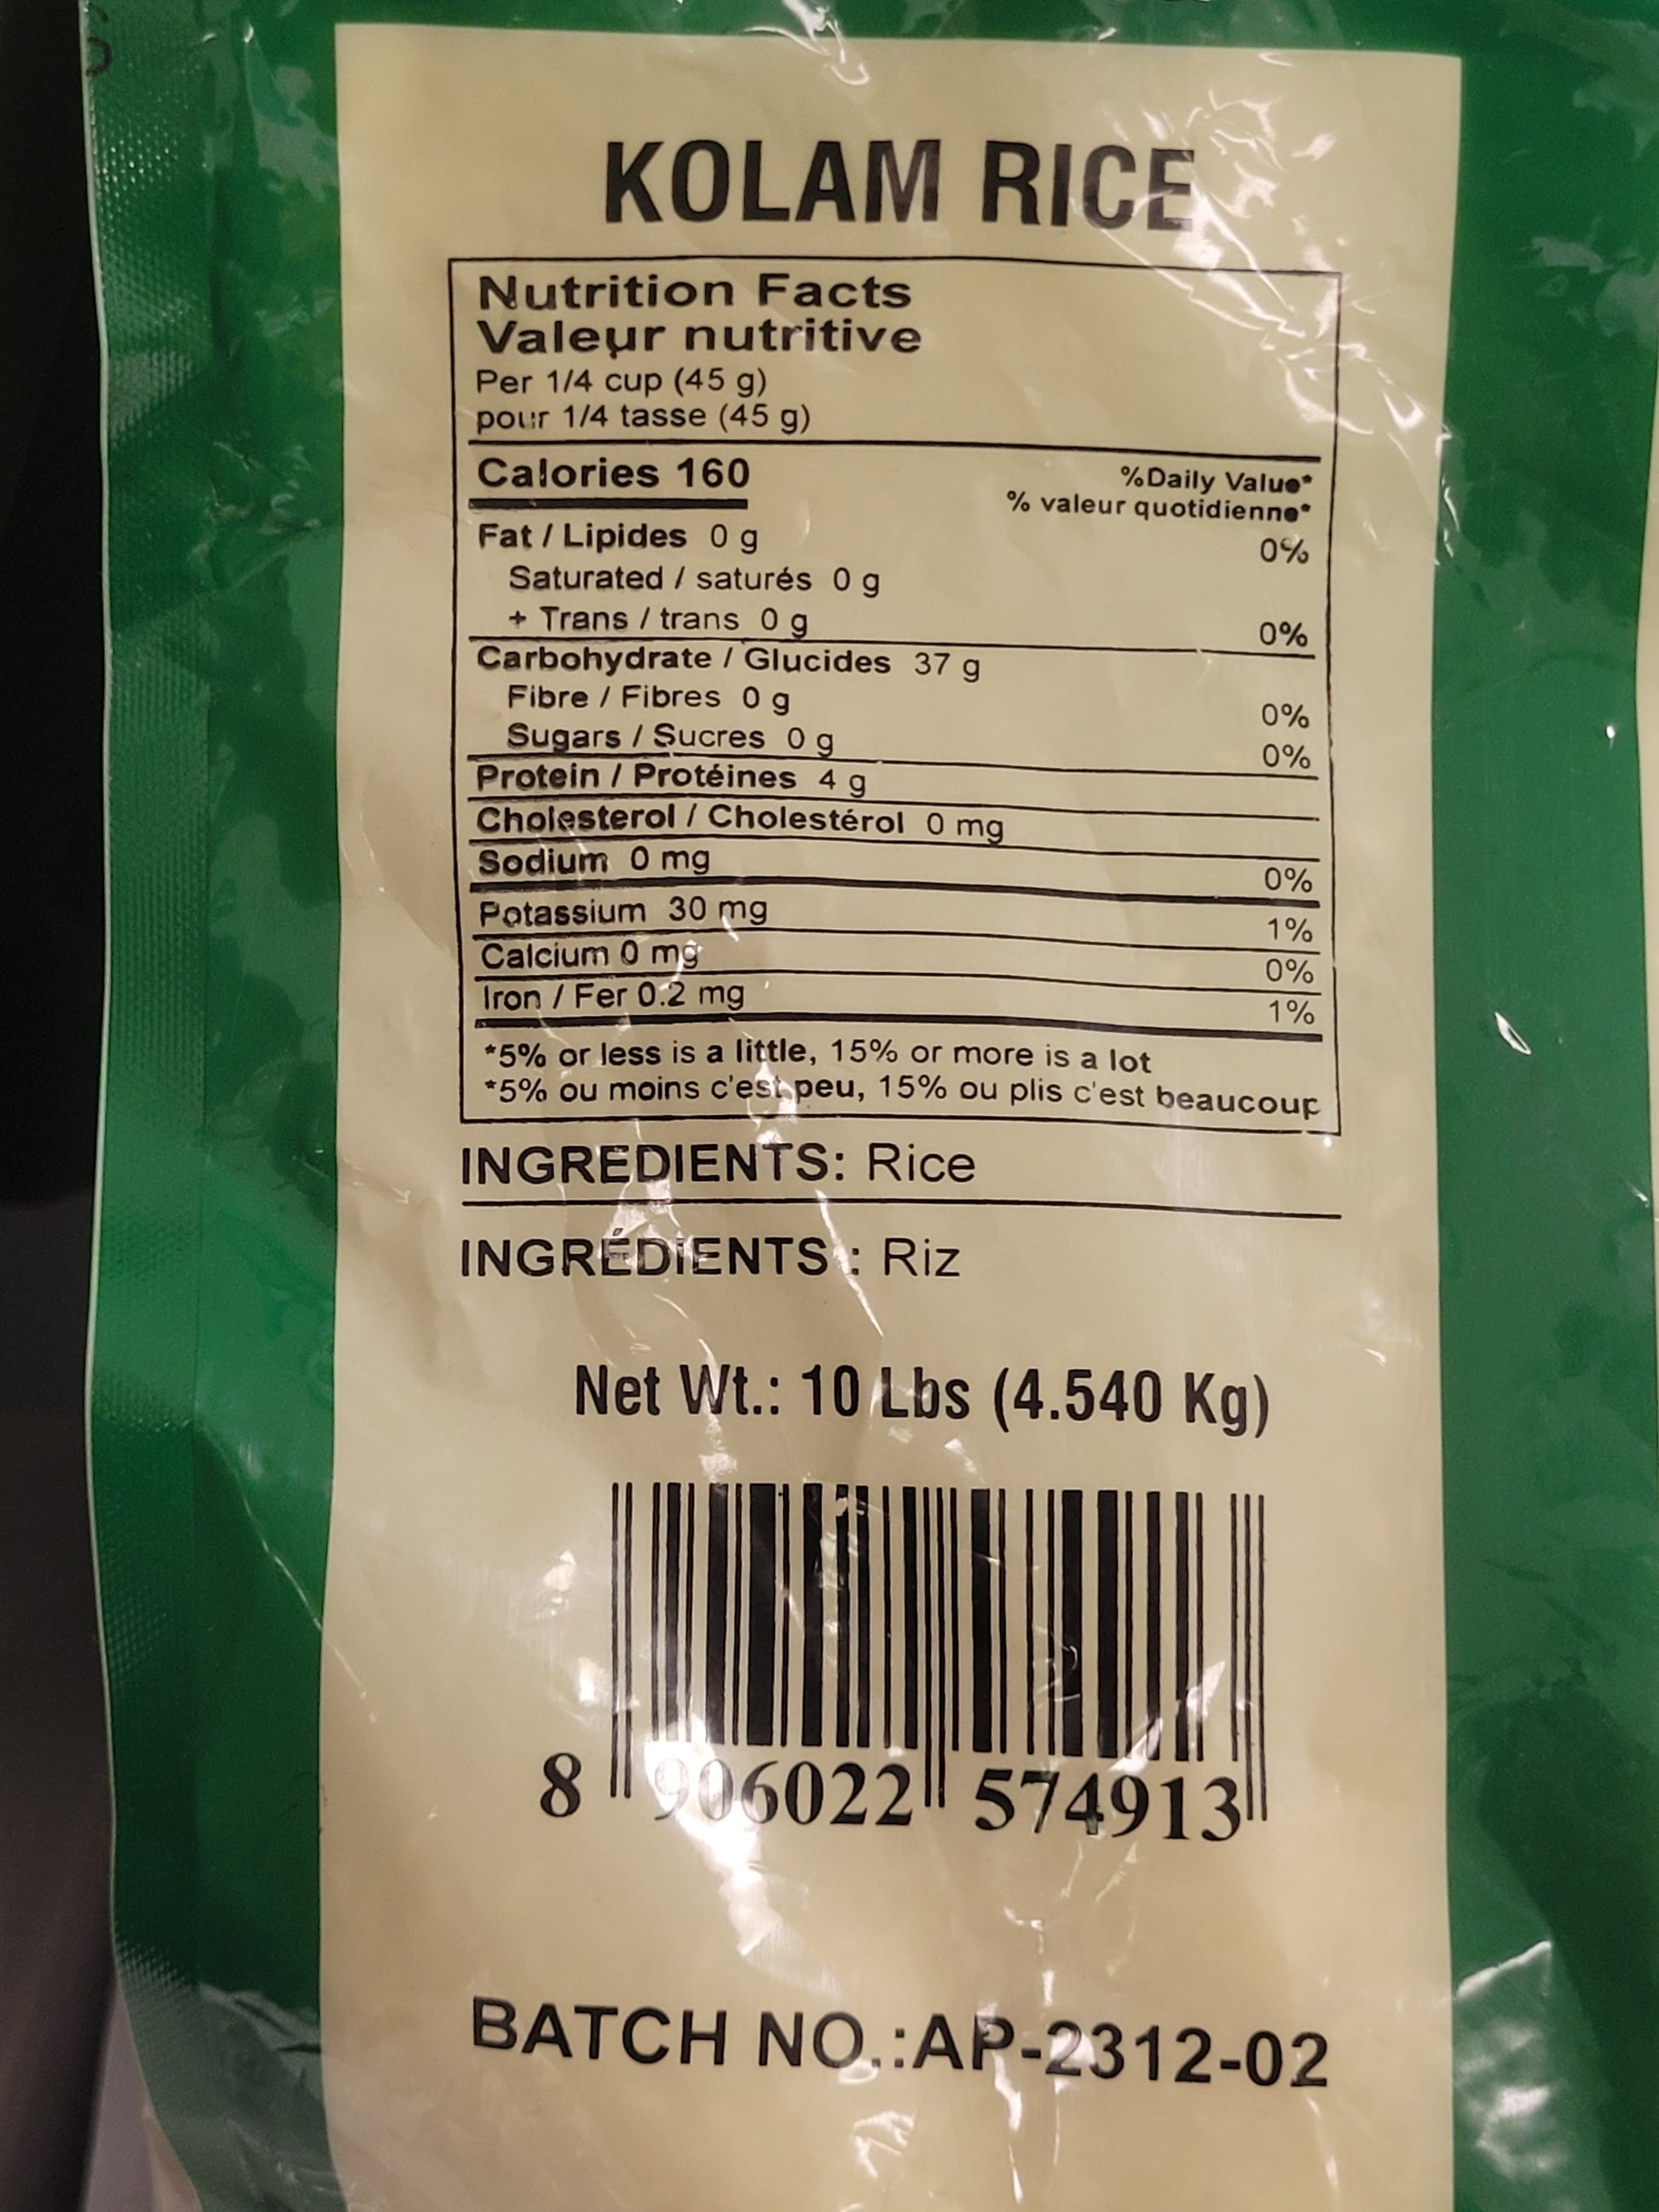 KOLAM RICE
Nutrition Facts
Valeur nutritive
Per 1/4 cup (45 g)
pour 1/4 tasse (45 g)
Calories 160 %Daily Value*
% valeur quotidienne*
Fat / Lipides 0 g 0%
Saturated / saturés 0 g
+ Trans / trans 0 g 0%
Carbohydrate / Glucides 37 g
Fibre / Fibres 0 g 0%
Sugars / Sucres 0 g 0%
Protein / Protéines 4 g
Cholesterol / Cholestérol 0 mg
Sodium 0 mg 0%
Potassium 30 mg 1%
Calcium 0 mg 0%
Iron / Fer 0.2 mg 1%
*5% or less is a little, 15% or more is a lot
*5% ou moins c'est peu, 15% ou plis c'est beaucoup
INGREDIENTS: Rice
INGRÉDIENTS : Riz
Net Wt.: 10 Lbs (4.540 Kg)
8 906022 574913
BATCH NO.:AP-2312-02